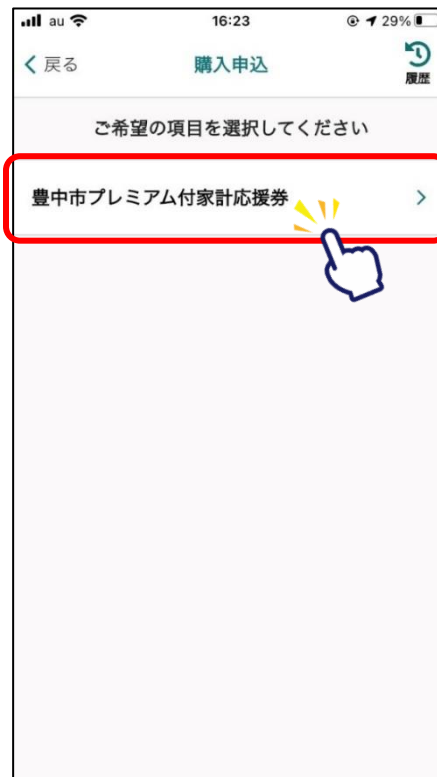 au 16:23 29%
戻る 購入申込 履歴
ご希望の項目を選択してください
豊中市プレミアム付家計応援券